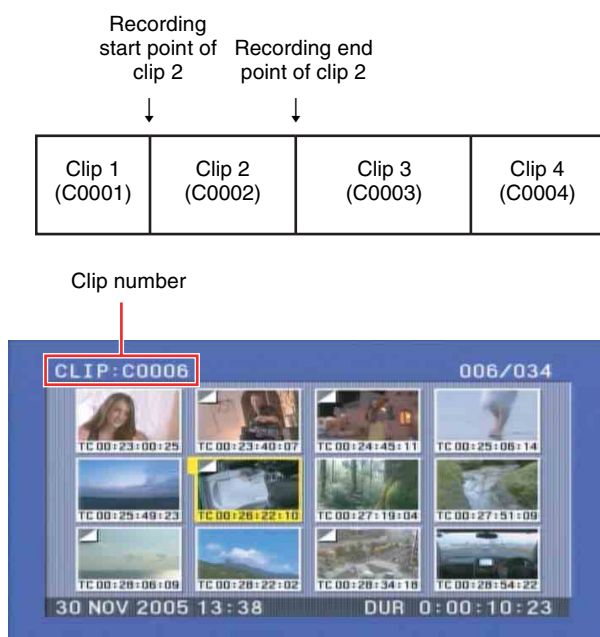 Recording
start point of
clip 2
Recording end
point of clip 2
Clip 1
(C0001)
Clip 2
(C0002)
Clip 3
(C0003)
Clip 4
(C0004)
Clip number
CLIP:C0006 006/034
TC 00:23:00:25 TC 00:23:40:07 TC 00:24:45:11 TC 00:25:06:14
TC 00:25:49:23 TC 00:26:22:10 TC 00:27:19:04 TC 00:27:51:09
TC 00:28:06:09 TC 00:28:22:02 TC 00:28:34:18 TC 00:28:54:22
30 NOV 2005 13:38 DUR 0:00:10:23